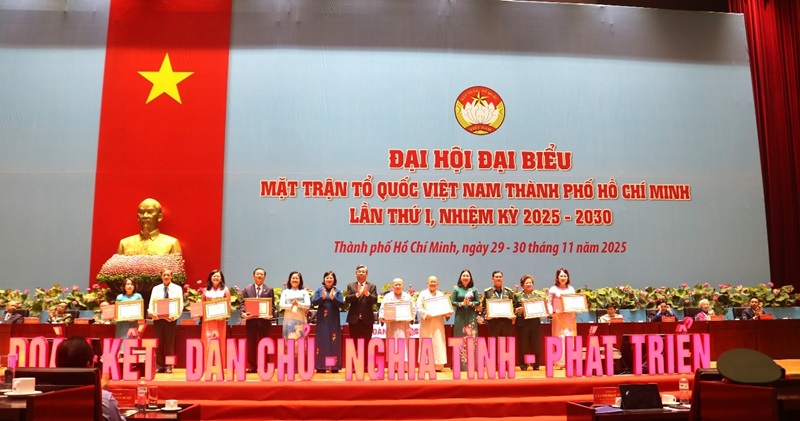 ĐẠI HỘI ĐẠI BIỂU
MẶT TRẬN TỔ QUỐC VIỆT NAM THÀNH PHỐ HỒ CHÍ MINH
LẦN THỨ I, NHIỆM KỲ 2025 - 2030
Thành phố Hồ Chí Minh, ngày 29 - 30 tháng 11 năm 2025
ĐOÀN KẾT - DÂN CHỦ - NGHĨA TÌNH - PHÁT TRIỂN